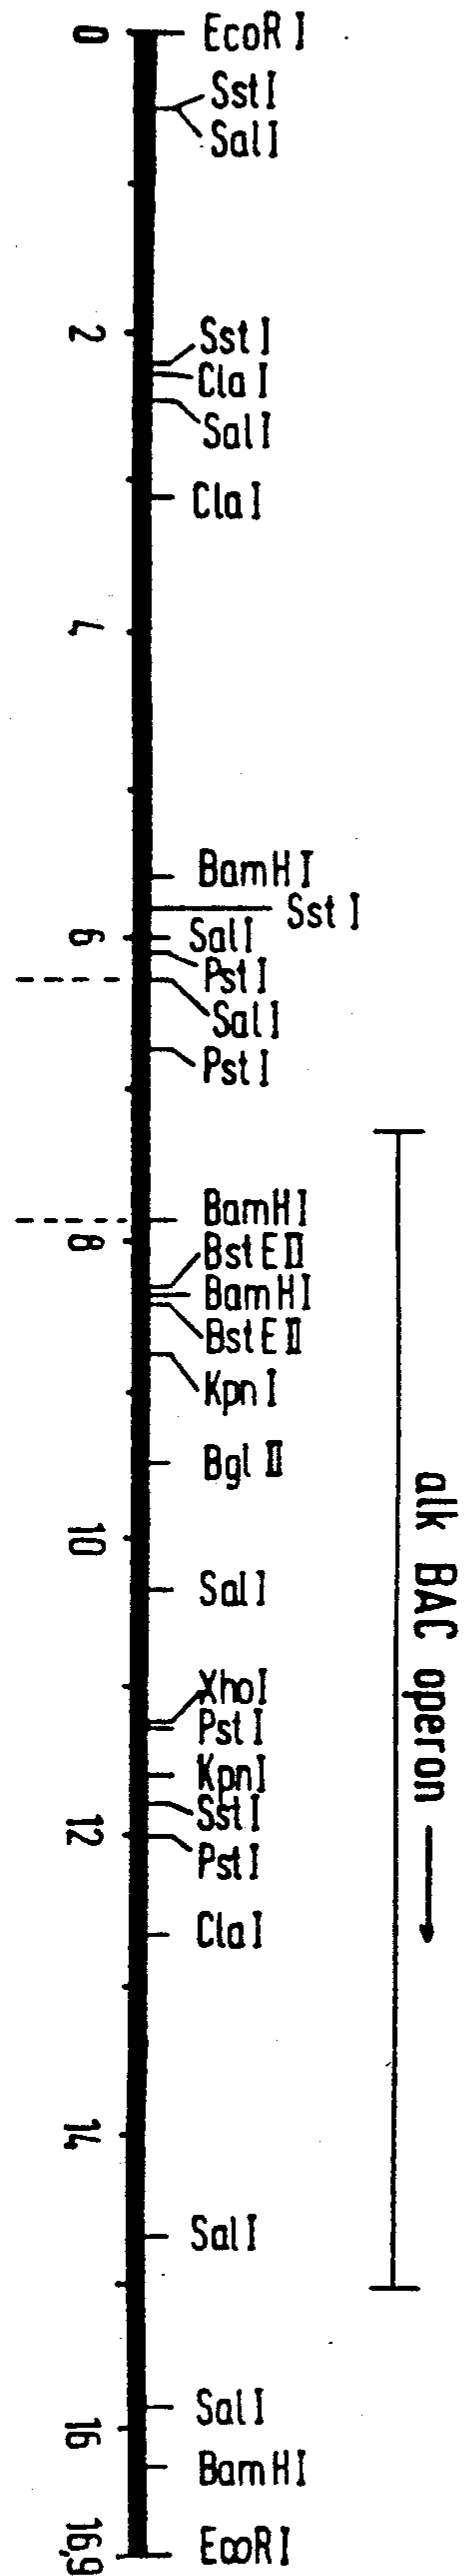 0
EcoR I
Sst I
Sal I
2
Sst I
Cla I
Sal I
Cla I
4
BamH I
Sst I
6
Sal I
Pst I
Sal I
Pst I
BamH I
8
BstE II
BamH I
BstE II
Kpn I
Bgl II
10
Sal I
Xho I
Pst I
Kpn I
Sst I
12
Pst I
Cla I
14
Sal I
Sal I
16
BamH I
16,9
EcoR I
alk BAC operon